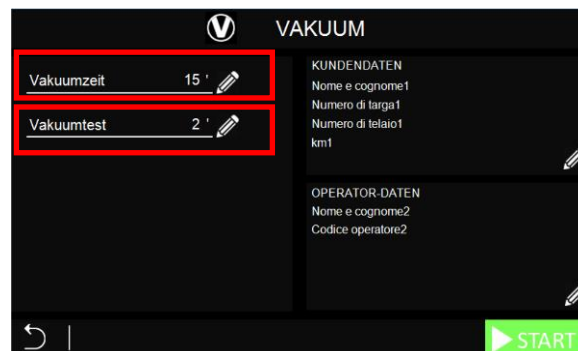 V VAKUUM
Vakuumzeit 15 '
Vakuumtest 2 '
KUNDENDATEN
Nome e cognome1
Numero di targa1
Numero di telaio1
km1
OPERATOR-DATEN
Nome e cognome2
Codice operatore2
START